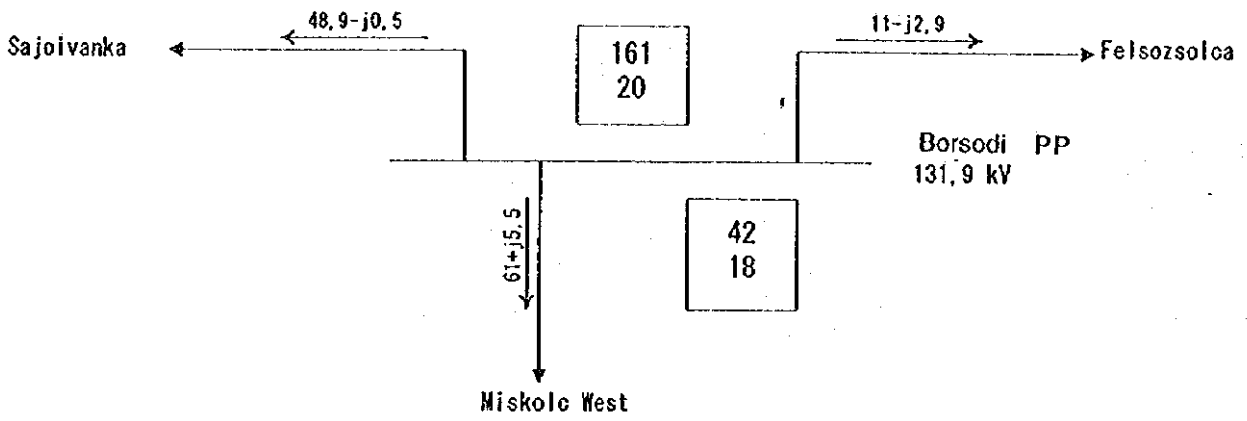 48,9-j0,5
11-j2,9
Sajoivanka
161
20
Felsozsolca
Borsodi PP
131,9 kV
61+j5,5
42
18
Miskolc West